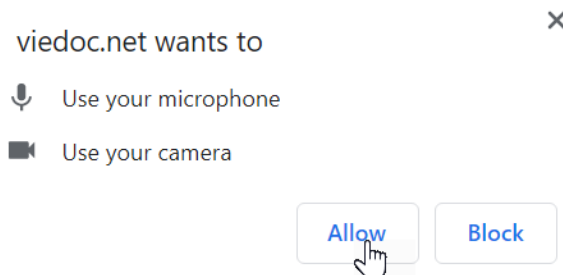 viedoc.net wants to
Use your microphone
Use your camera
Allow
Block